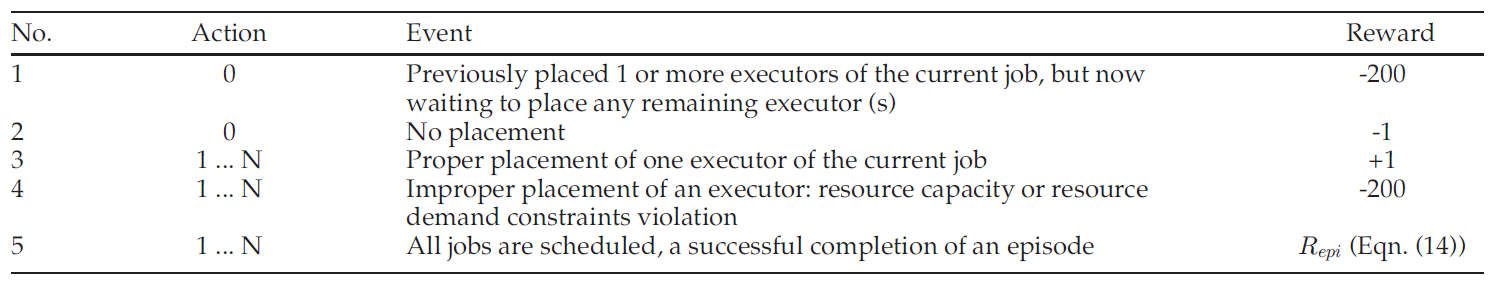 No. Action Event Reward
1 0 Previously placed 1 or more executors of the current job, but now -200
waiting to place any remaining executor (s)
2 0 No placement -1
3 1 ... N Proper placement of one executor of the current job +1
4 1 ... N Improper placement of an executor: resource capacity or resource -200
demand constraints violation
5 1 ... N All jobs are scheduled, a successful completion of an episode R_epi (Eqn. (14))